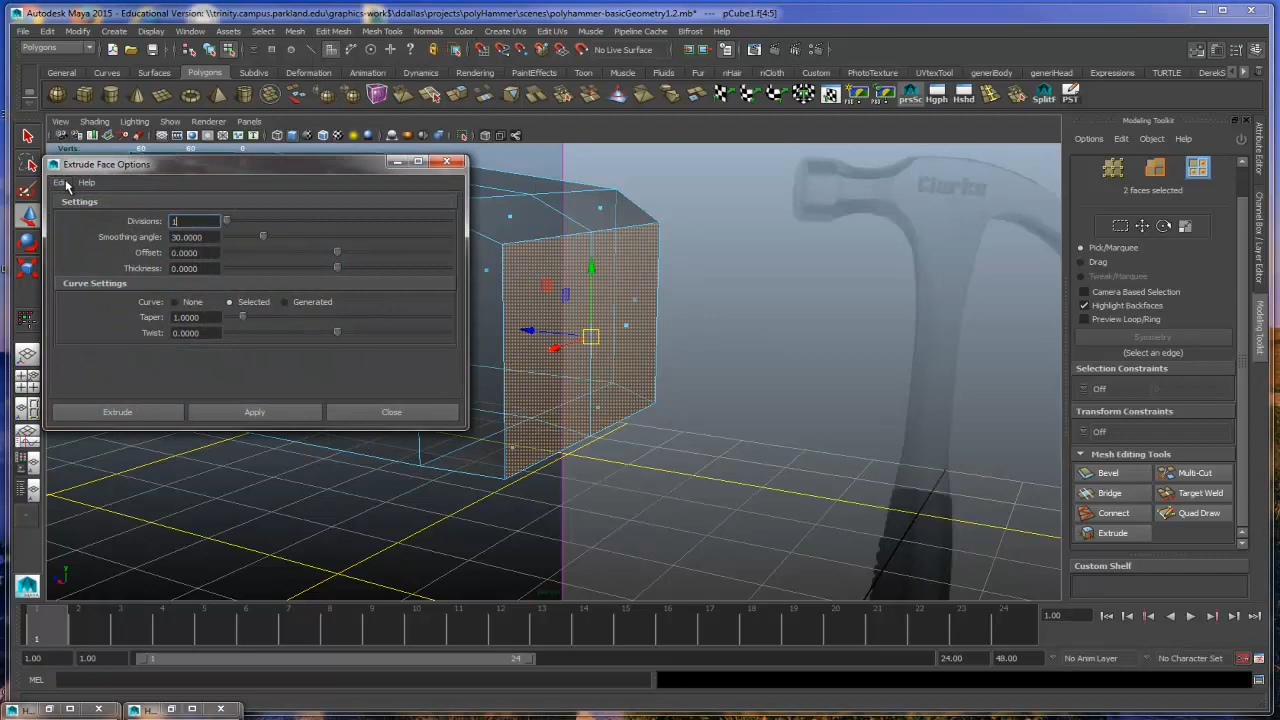 Autodesk Maya 2015 - Educational Version: \\trinity.campus.parkland.edu\graphics-work$\ddallas\projects\polyHammer\scenes\polyhammer-basicGeometry1.2.mb* --- pCube1.f[4:5]
File Edit Modify Create Display Window Assets Select Mesh Edit Mesh Mesh Tools Normals Color Create UVs Edit UVs Muscle Pipeline Cache Bifrost Help
Polygons No Live Surface
General Curves Surfaces Polygons Subdivs Deformation Animation Dynamics Rendering PaintEffects Toon Muscle Fluids Fur nHair nCloth Custom PhotoTexture UVtexTool generiBody generiHead Expressions TURTLE DerekS
prsSc Hgph Hshd SplitF PST
View Shading Lighting Show Renderer Panels
Modeling Toolkit
Options Edit Object Help
Verts: 60 60 0
Extrude Face Options
Edit Help
Settings
Divisions: 1
Smoothing angle: 30.0000
Offset: 0.0000
Thickness: 0.0000
Curve Settings
Curve: None Selected Generated
Taper: 1.0000
Twist: 0.0000
Extrude Apply Close
Clarke
2 faces selected
Pick/Marquee
Drag
Tweak/Marquee
Camera Based Selection
Highlight Backfaces
Preview Loop/Ring
Symmetry
(Select an edge)
Selection Constraints
Off
Transform Constraints
Off
Mesh Editing Tools
Bevel Multi-Cut
Bridge Target Weld
Connect Quad Draw
Extrude
Custom Shelf
Attribute Editor
Channel Box / Layer Editor
Modeling Toolkit
1 2 3 4 5 6 7 8 9 10 11 12 13 14 15 16 17 18 19 20 21 22 23 24
1
1.00
1.00 1.00 1 24 24.00 48.00 No Anim Layer No Character Set
MEL
H... H...